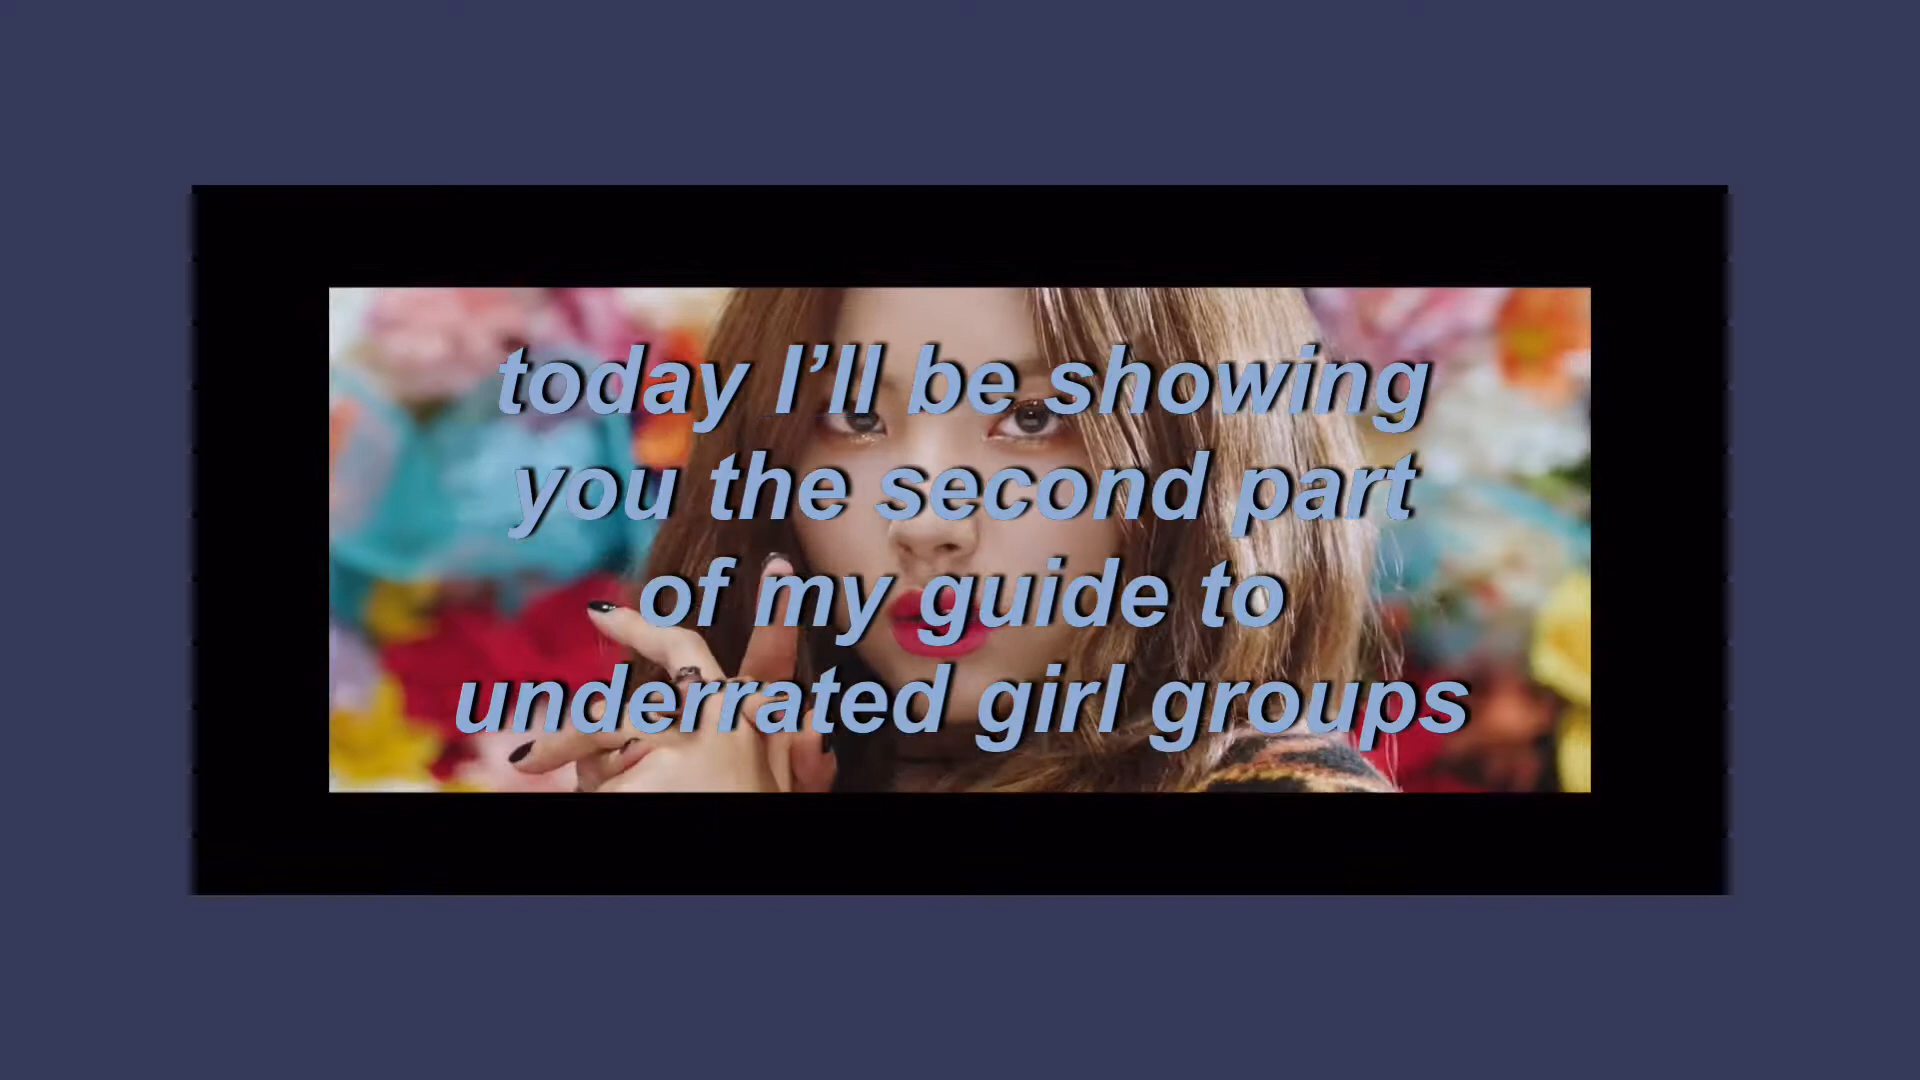 today I’ll be showing
you the second part
of my guide to
underrated girl groups